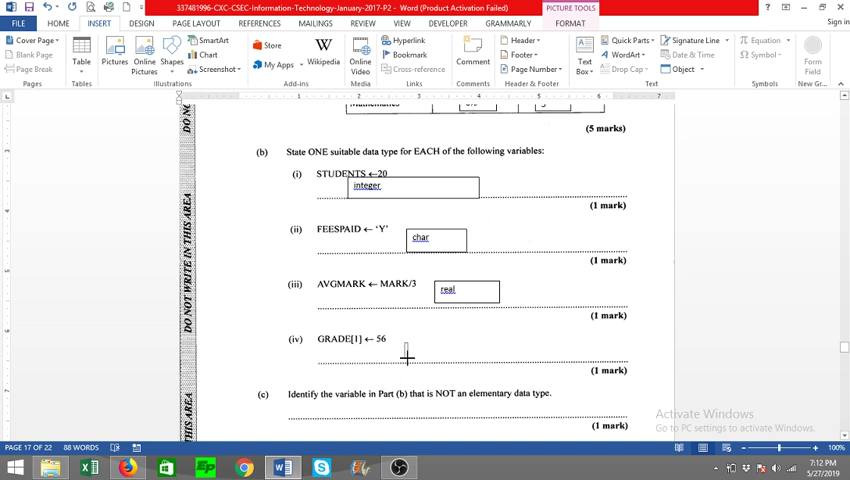 337481996-CXC-CSEC-Information-Technology-January-2017-P2 - Word (Product Activation Failed)
PICTURE TOOLS
FILE HOME INSERT DESIGN PAGE LAYOUT REFERENCES MAILINGS REVIEW VIEW DEVELOPER GRAMMARLY FORMAT
Sign in
Cover Page
Blank Page
Page Break
Pages
Table
Tables
Pictures
Online Pictures
Shapes
SmartArt
Chart
Screenshot
Illustrations
Store
My Apps
Wikipedia
Add-ins
Online Video
Media
Hyperlink
Bookmark
Cross-reference
Links
Comment
Comments
Header
Footer
Page Number
Header & Footer
Text Box
Quick Parts
WordArt
Drop Cap
Signature Line
Date & Time
Object
Text
Equation
Symbol
Symbols
Form Field
New Gr...
(5 marks)
(b) State ONE suitable data type for EACH of the following variables:
(i) STUDENTS ←20
integer
(1 mark)
(ii) FEESPAID ← ‘Y’
char
(1 mark)
(iii) AVGMARK ← MARK/3
real
(1 mark)
(iv) GRADE[1] ← 56
(1 mark)
(c) Identify the variable in Part (b) that is NOT an elementary data type.
(1 mark)
DO NOT WRITE IN THIS AREA
Activate Windows
Go to PC settings to activate Windows.
PAGE 17 OF 22 88 WORDS
100%
7:12 PM
5/27/2019